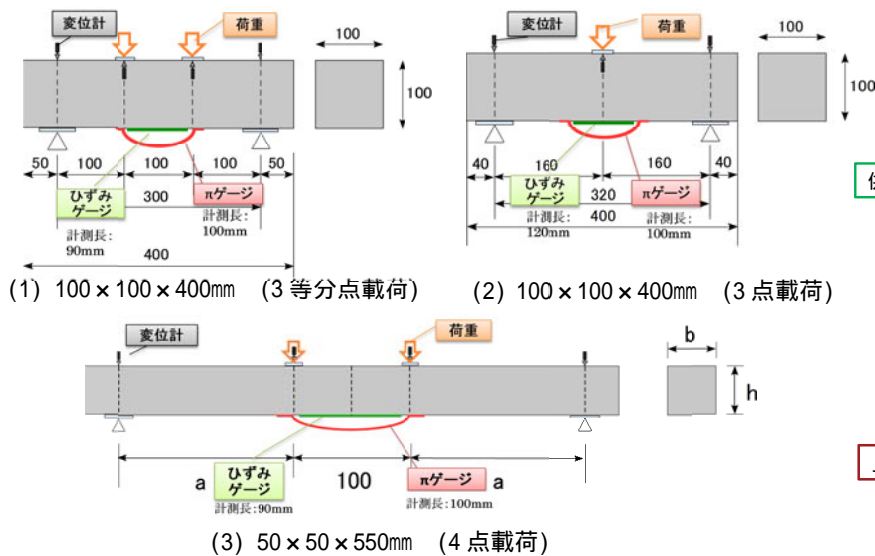 変位計
荷重
100
100
50
100
100
100
50
ひずみ
ゲージ
300
πゲージ
計測長:
90mm
計測長:
100mm
400
(1) 100×100×400mm (3等分点載荷)
変位計
荷重
100
100
40
160
160
40
ひずみ
ゲージ
320
πゲージ
計測長:
120mm
400
計測長:
100mm
(2) 100×100×400mm (3点載荷)
変位計
荷重
b
h
a
ひずみ
ゲージ
100
πゲージ
a
計測長:90mm
計測長:100mm
(3) 50×50×550mm (4点載荷)